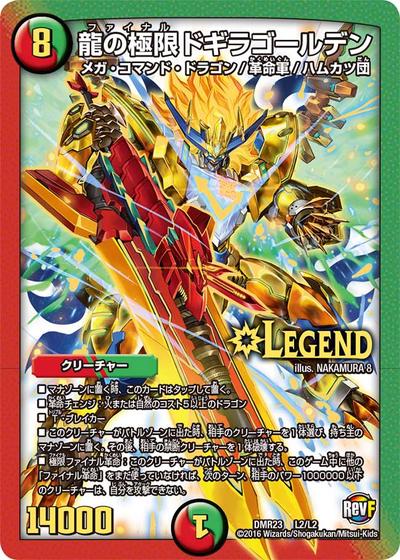 8
ファイナル
龍の極限ドギラゴールデン
メガ・コマンド・ドラゴン/革命軍/ハムカツ団
LEGEND
illus. NAKAMURA 8
クリーチャー
■マナゾーンに置く時、このカードはタップして置く。
■革命チェンジ:火または自然のコスト5以上のドラゴン
■T・ブレイカー
■このクリーチャーがバトルゾーンに出た時、相手のクリーチャーを1体選び、持ち主の
マナゾーンに置く。その後、相手の禁断クリーチャーを1体破壊する。
■極限ファイナル革命:このクリーチャーがバトルゾーンに出た時、このゲーム中に他の
「ファイナル革命」をまだ使っていなければ、次のターン、相手のパワー1000000以下
のクリーチャーは、自分を攻撃できない。
14000
1
RevF
DMR23 L2/L2
©2016 Wizards/Shogakukan/Mitsui-Kids